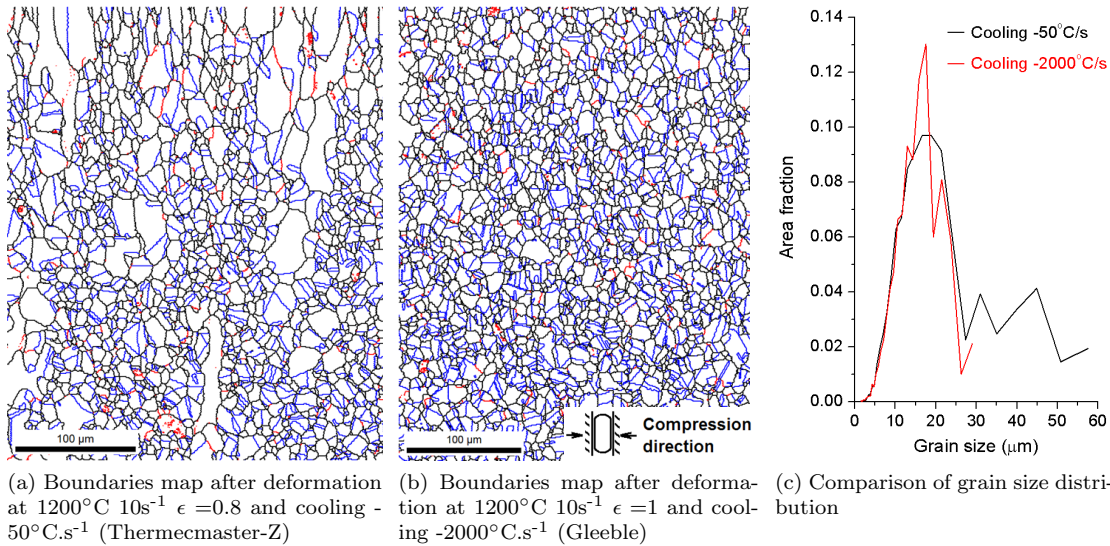 100 µm
(a) Boundaries map after deformation
at 1200°C 10s-1 ϵ =0.8 and cooling -
50°C.s-1 (Thermecmaster-Z)
100 µm
Compression
direction
(b) Boundaries map after deforma-
tion at 1200°C 10s-1 ϵ =1 and cool-
ing -2000°C.s-1 (Gleeble)
0.14
0.12
0.10
0.08
0.06
0.04
0.02
0.00
Area fraction
Cooling -50°C/s
Cooling -2000°C/s
0 10 20 30 40 50 60
Grain size (µm)
(c) Comparison of grain size distri-
bution